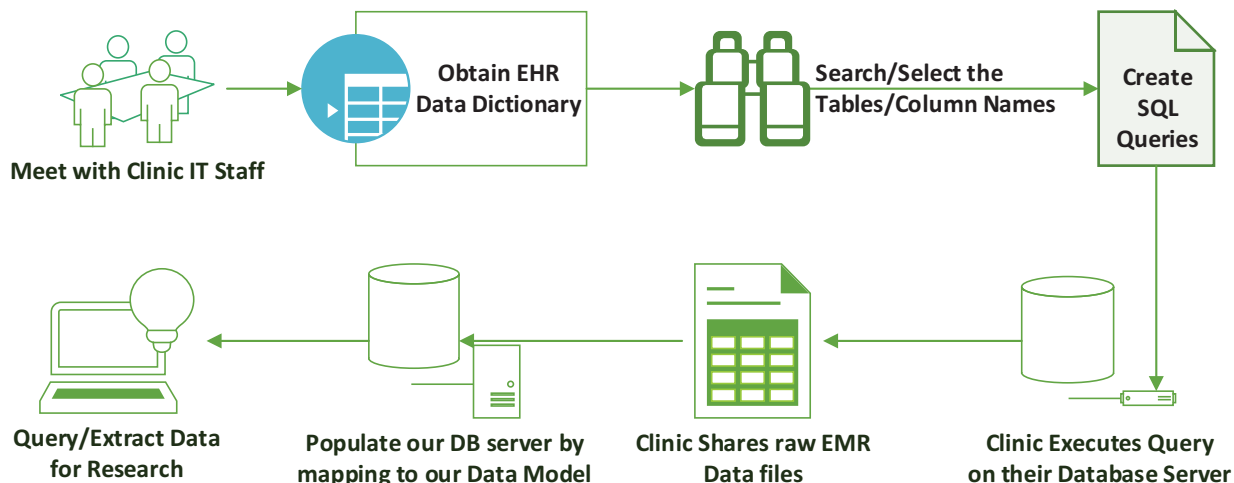 Meet with Clinic IT Staff
Obtain EHR
Data Dictionary
Search/Select the
Tables/Column Names
Create
SQL
Queries
Clinic Executes Query
on their Database Server
Clinic Shares raw EMR
Data files
Populate our DB server by
mapping to our Data Model
Query/Extract Data
for Research